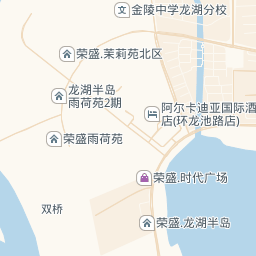 金陵中学龙湖分校
荣盛.茉莉苑北区
龙湖半岛
雨荷苑2期
阿尔卡迪亚国际酒
店(环龙池路店)
荣盛雨荷苑
荣盛.时代广场
双桥
荣盛.龙湖半岛